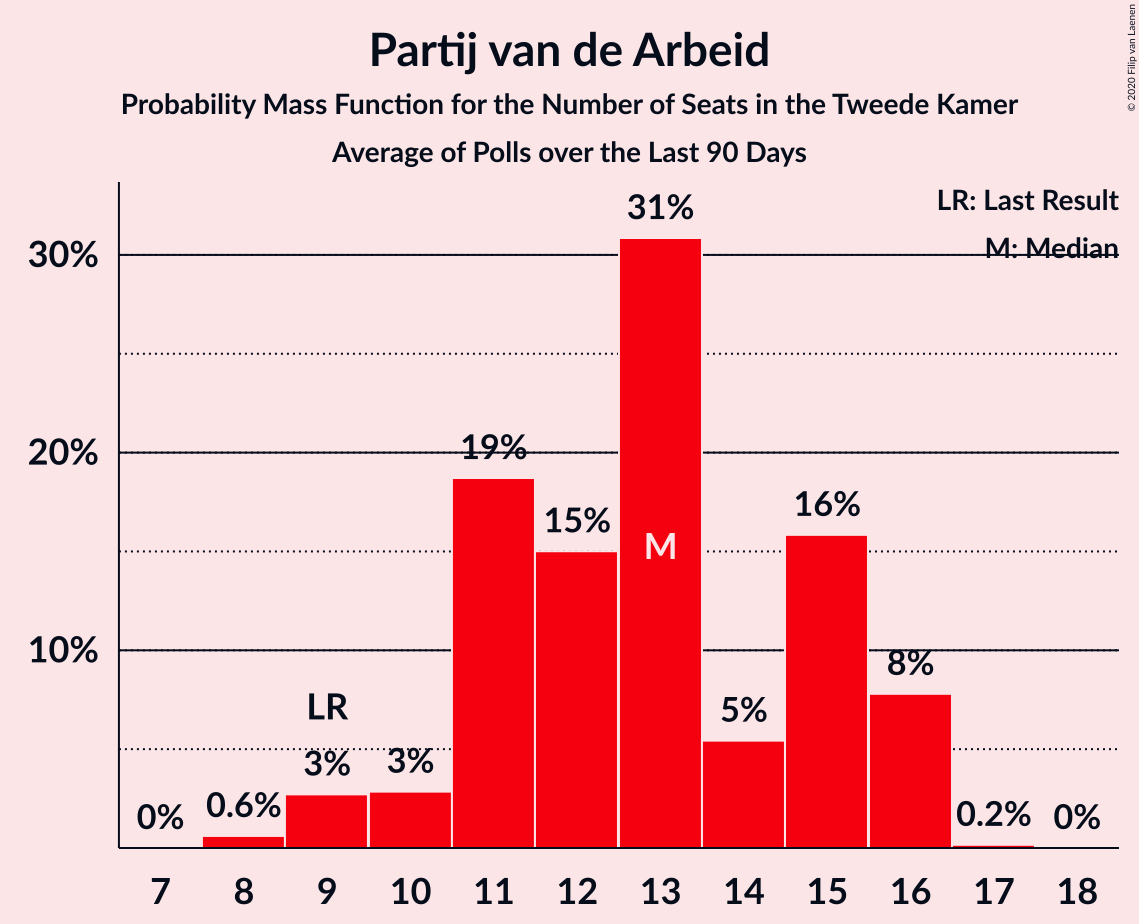 Partij van de Arbeid
Probability Mass Function for the Number of Seats in the Tweede Kamer
Average of Polls over the Last 90 Days
© 2020 Filip van Laenen
LR: Last Result
M: Median
30%
20%
10%
0%
0.6%
LR
3%
3%
19%
15%
31%
M
5%
16%
8%
0.2%
0%
7 8 9 10 11 12 13 14 15 16 17 18